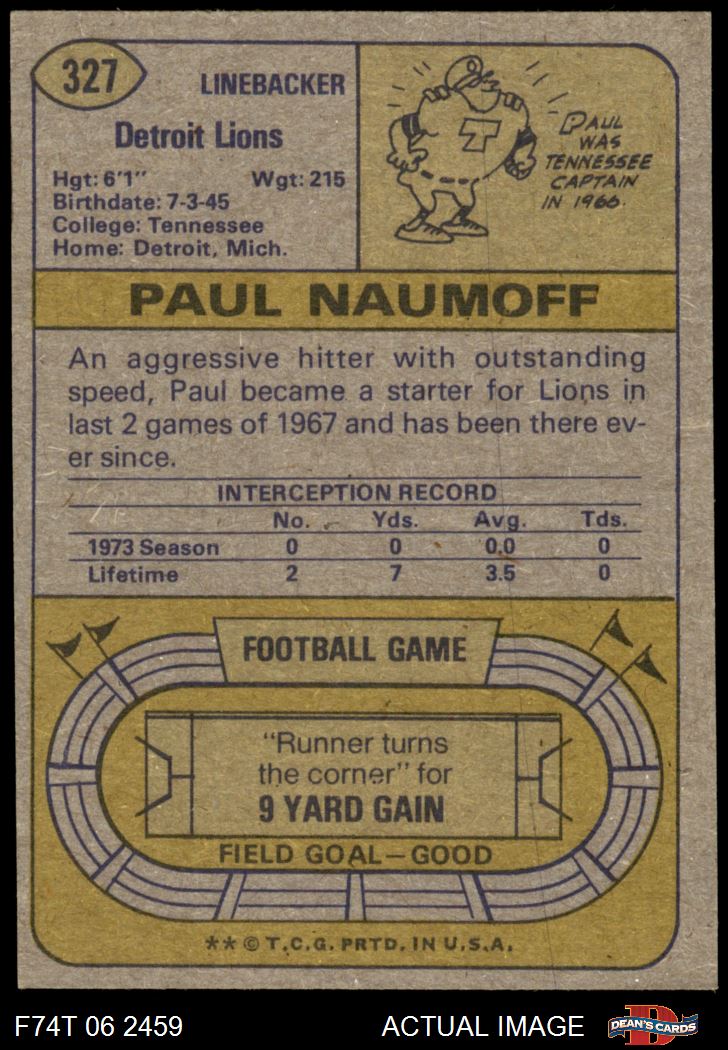 327
LINEBACKER
Detroit Lions
Hgt: 6'1" Wgt: 215
Birthdate: 7-3-45
College: Tennessee
Home: Detroit, Mich.
T
PAUL
WAS
TENNESSEE
CAPTAIN
IN 1966.
PAUL NAUMOFF
An aggressive hitter with outstanding
speed, Paul became a starter for Lions in
last 2 games of 1967 and has been there ev-
er since.
INTERCEPTION RECORD
No. Yds. Avg. Tds.
1973 Season 0 0 0.0 0
Lifetime 2 7 3.5 0
FOOTBALL GAME
"Runner turns
the corner" for
9 YARD GAIN
FIELD GOAL—GOOD
**© T.C.G. PRTD. IN U.S.A.
F74T 06 2459 ACTUAL IMAGE
D
DEAN'S CARDS